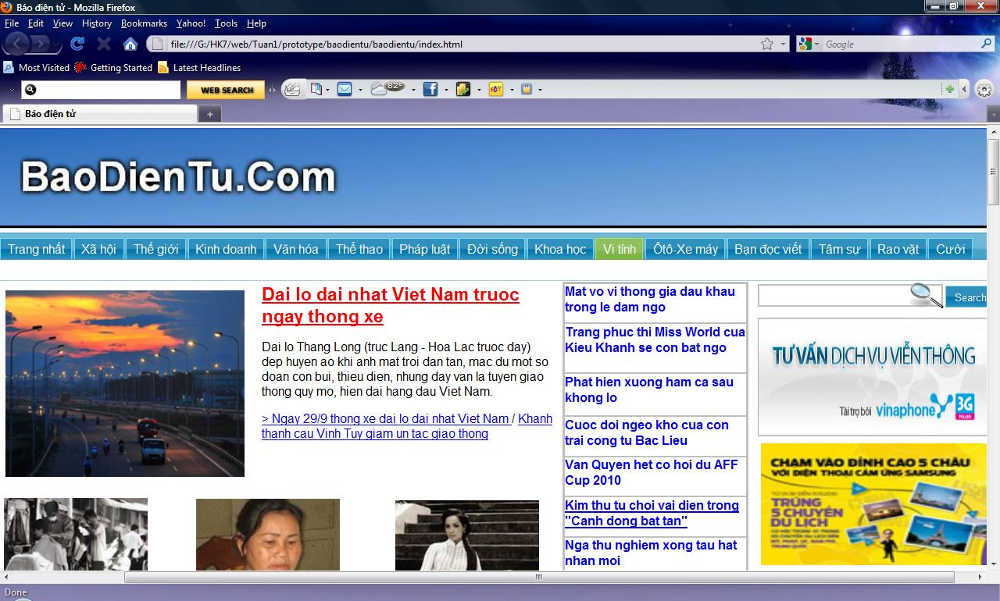 Báo điện tử - Mozilla Firefox
File Edit View History Bookmarks Yahoo! Tools Help
file:///G:/HK7/web/Tuan1/prototype/baodientu/baodientu/index.html
Google
Most Visited Getting Started Latest Headlines
WEB SEARCH
82°
Báo điện tử
BaoDienTu.Com
Trang nhất Xã hội Thế giới Kinh doanh Văn hóa Thể thao Pháp luật Đời sống Khoa học Vi tính Ôtô-Xe máy Bạn đọc viết Tâm sự Rao vặt Cười
Dai lo dai nhat Viet Nam truoc
ngay thong xe
Dai lo Thang Long (truc Lang - Hoa Lac truoc day)
dep huyen ao khi anh mat troi dan tan, mac du mot so
doan con bui, thieu dien, nhung day van la tuyen giao
thong quy mo, hien dai hang dau Viet Nam.
> Ngay 29/9 thong xe dai lo dai nhat Viet Nam / Khanh
thanh cau Vinh Tuy giam un tac giao thong
Mat vo vi thong gia dau khau
trong le dam ngo
Trang phuc thi Miss World cua
Kieu Khanh se con bat ngo
Phat hien xuong ham ca sau
khong lo
Cuoc doi ngeo kho cua con
trai cong tu Bac Lieu
Van Quyen het co hoi du AFF
Cup 2010
Kim thu tu choi vai dien trong
"Canh dong bat tan"
Nga thu nghiem xong tau hat
nhan moi
Search
TƯ VẤN DỊCH VỤ VIỄN THÔNG
Tài trợ bởi vinaphone 3G
CHẠM VÀO ĐỈNH CAO 5 CHÂU
VỚI ĐIỆN THOẠI CẢM ỨNG SAMSUNG
TRÚNG
5 CHUYẾN
DU LỊCH
Done